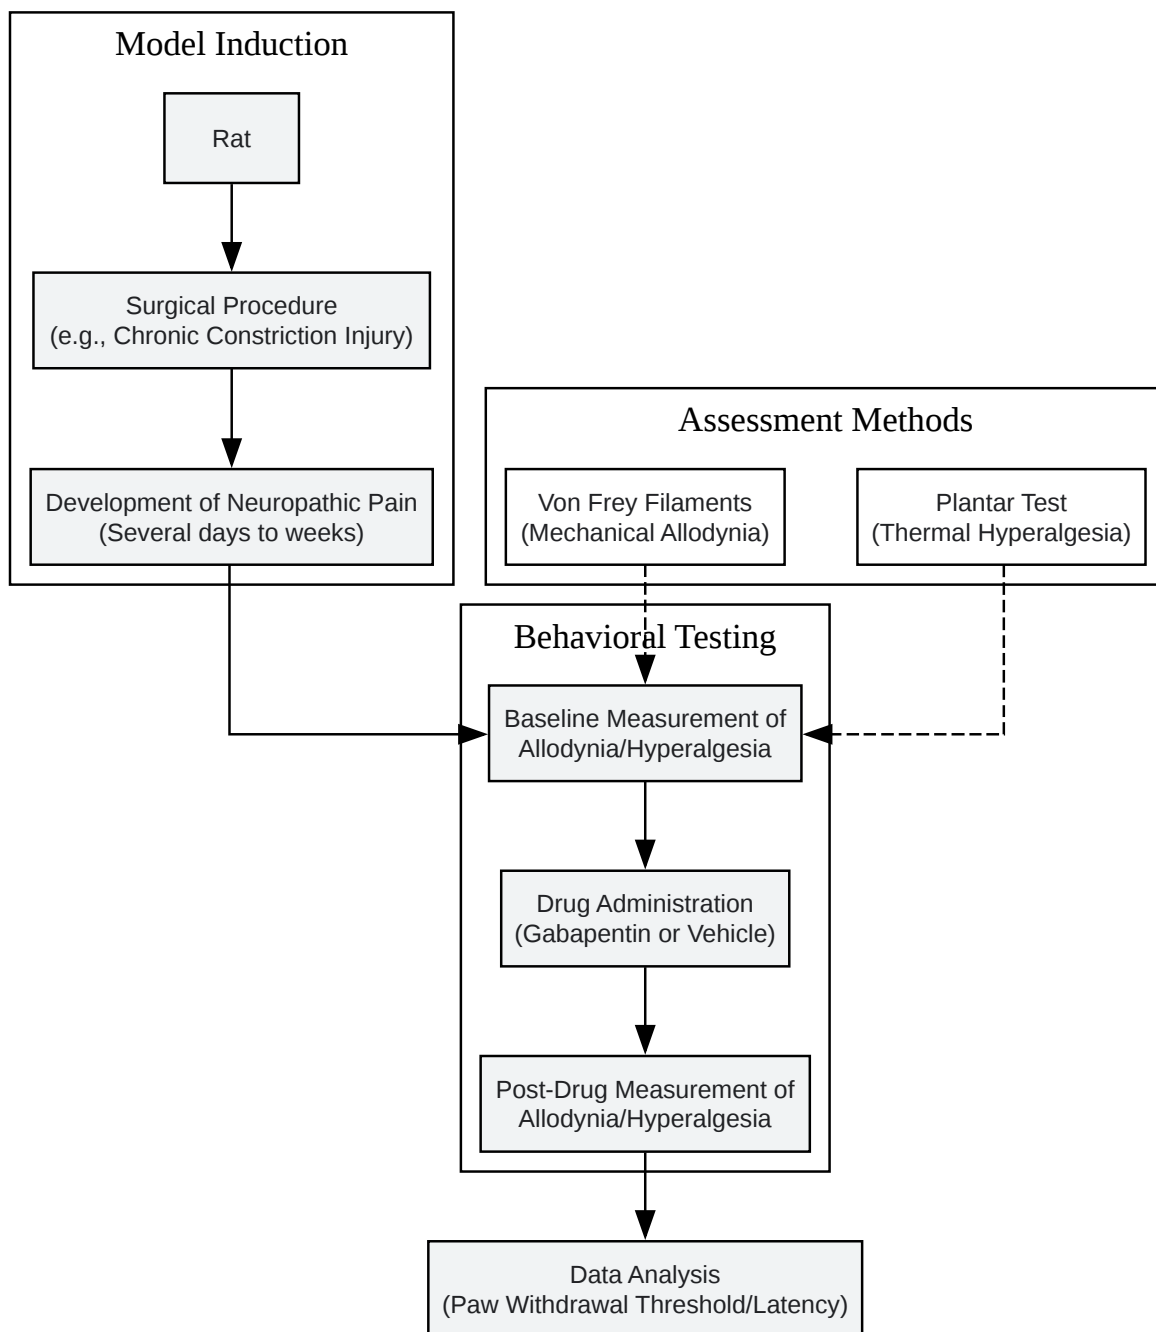 Model Induction
Rat
Surgical Procedure
(e.g., Chronic Constriction Injury)
Development of Neuropathic Pain
(Several days to weeks)
Assessment Methods
Von Frey Filaments
(Mechanical Allodynia)
Plantar Test
(Thermal Hyperalgesia)
Behavioral Testing
Baseline Measurement of
Allodynia/Hyperalgesia
Drug Administration
(Gabapentin or Vehicle)
Post-Drug Measurement of
Allodynia/Hyperalgesia
Data Analysis
(Paw Withdrawal Threshold/Latency)